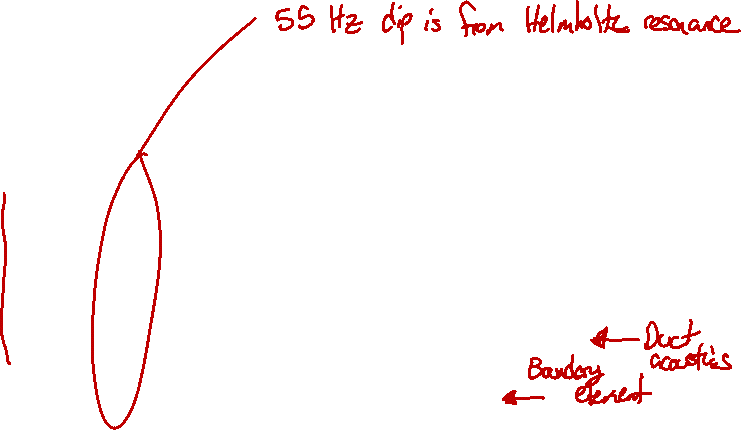 55 Hz dip is from Helmholtz resonance
Duct
acoustics
Boundary
element